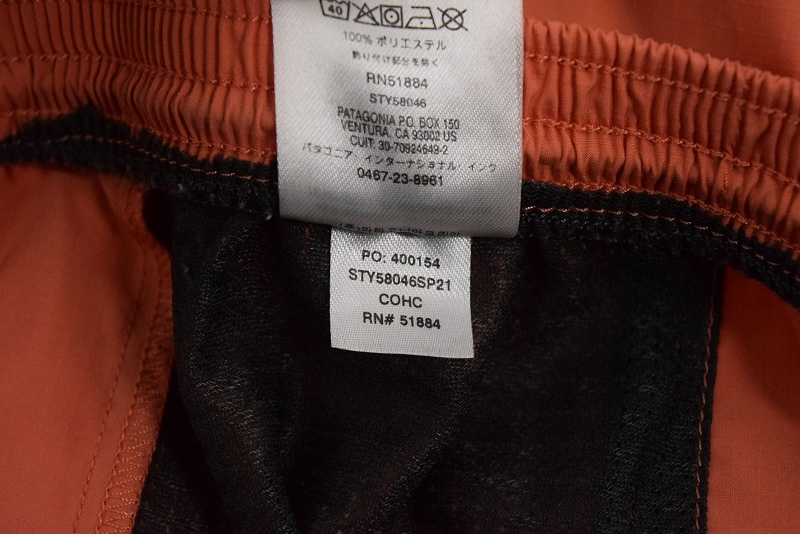 40
100% ポリエステル
飾り付け部分を除く
RN51884
STY58046
PATAGONIA P.O. BOX 150
VENTURA, CA 93002 US
CUIT: 30-70924649-2
パタゴニア・インターナショナル・インク
0467-23-8961
PO: 400154
STY58046SP21
COHC
RN# 51884